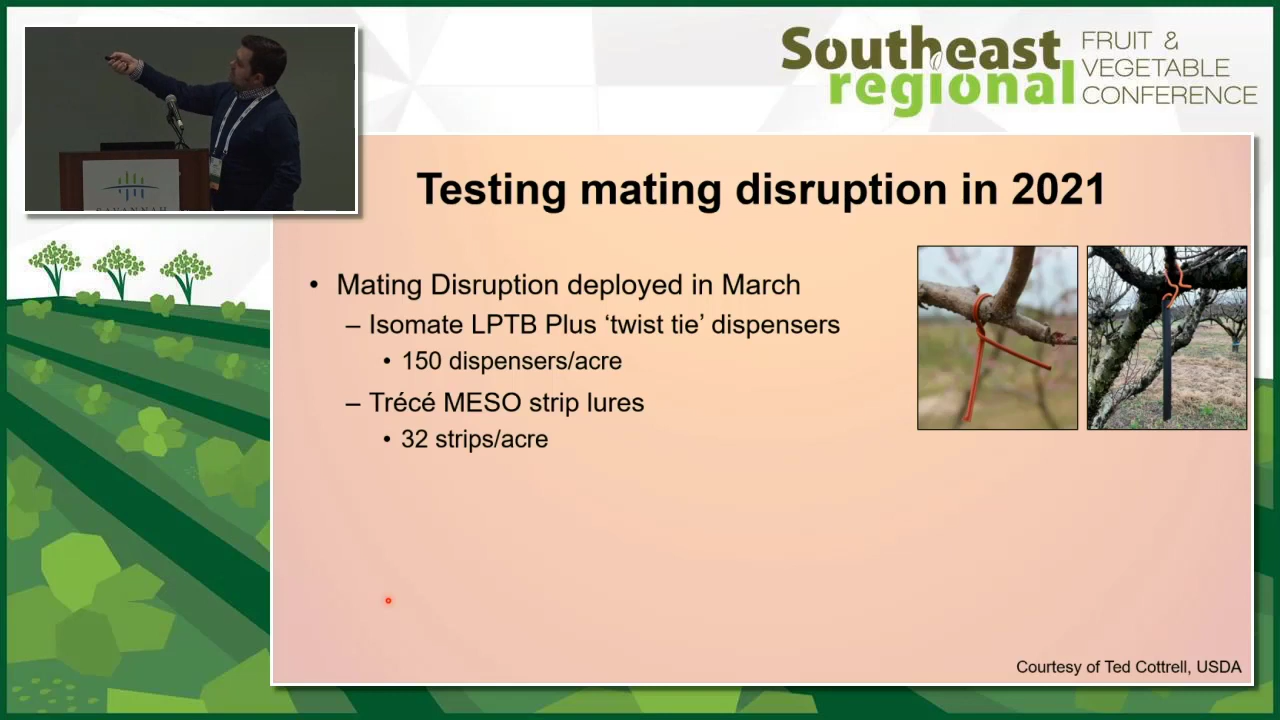 Southeast
regional
FRUIT &
VEGETABLE
CONFERENCE
SAVANNAH
Testing mating disruption in 2021
• Mating Disruption deployed in March
– Isomate LPTB Plus ‘twist tie’ dispensers
• 150 dispensers/acre
– Trécé MESO strip lures
• 32 strips/acre
Courtesy of Ted Cottrell, USDA